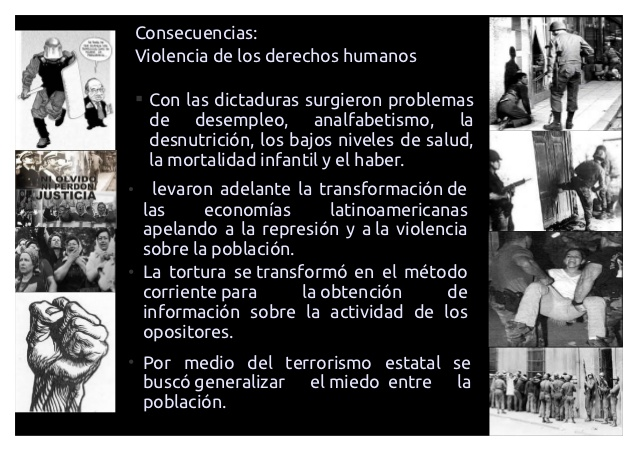 Consecuencias:
Violencia de los derechos humanos
Con las dictaduras surgieron problemas
de desempleo, analfabetismo, la
desnutrición, los bajos niveles de salud,
la mortalidad infantil y el haber.
levaron adelante la transformación de
las economías latinoamericanas
apelando a la represión y a la violencia
sobre la población.
La tortura se transformó en el método
corriente para la obtención de
información sobre la actividad de los
opositores.
Por medio del terrorismo estatal se
buscó generalizar el miedo entre la
población.
NI OLVIDO
NI PERDON
JUSTICIA